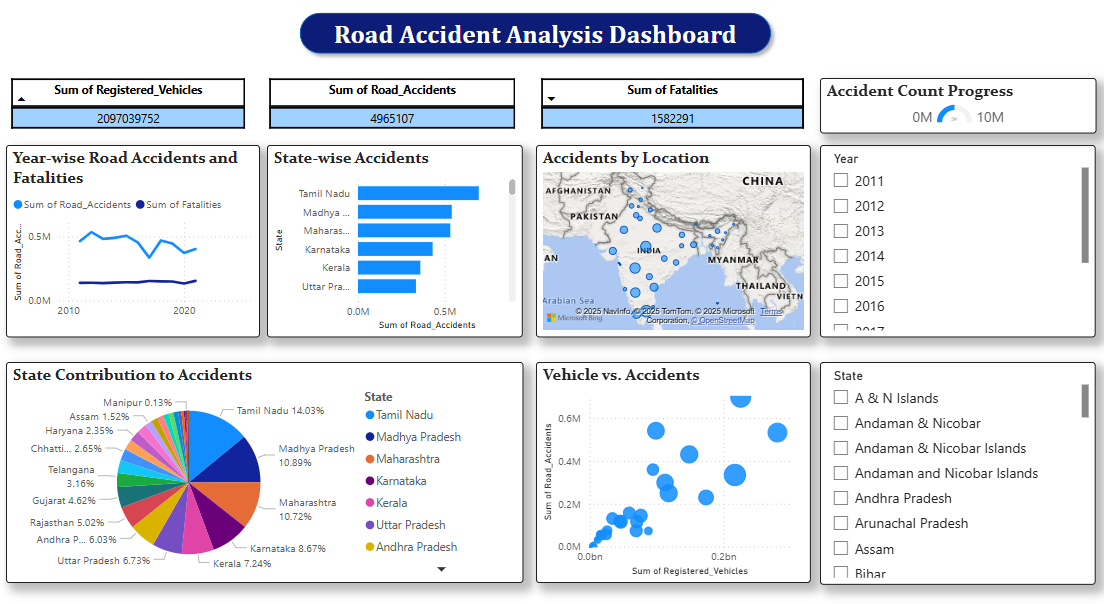 Road Accident Analysis Dashboard
Sum of Registered_Vehicles
2097039752
Sum of Road_Accidents
4965107
Sum of Fatalities
1582291
Accident Count Progress
0M
10M
Year-wise Road Accidents and
Fatalities
Sum of Road_Accidents
Sum of Fatalities
Sum of Road_Acc...
0.5M
0.0M
2010
2020
State-wise Accidents
State
Tamil Nadu
Madhya ...
Maharas...
Karnataka
Kerala
Uttar Pra...
0.0M
0.5M
Sum of Road_Accidents
Accidents by Location
CHINA
AFGHANISTAN
PAKISTAN
AN
INDIA
MYANMAR
THAILAND
VIETN
Arabian Sea
Microsoft Bing
© 2025 NavInfo, © 2025 TomTom, © 2025 Microsoft
Corporation, © OpenStreetMap
Terms
Year
2011
2012
2013
2014
2015
2016
2017
State Contribution to Accidents
Manipur 0.13%
Assam 1.52%
Haryana 2.35%
Chhatti... 2.65%
Telangana
3.16%
Gujarat 4.62%
Rajasthan 5.02%
Andhra P... 6.03%
Uttar Pradesh 6.73%
Kerala 7.24%
Karnataka 8.67%
Maharashtra
10.72%
Madhya Pradesh
10.89%
Tamil Nadu 14.03%
State
Tamil Nadu
Madhya Pradesh
Maharashtra
Karnataka
Kerala
Uttar Pradesh
Andhra Pradesh
Vehicle vs. Accidents
Sum of Road_Accidents
0.6M
0.4M
0.2M
0.0M
0.0bn
0.2bn
Sum of Registered_Vehicles
State
A & N Islands
Andaman & Nicobar
Andaman & Nicobar Islands
Andaman and Nicobar Islands
Andhra Pradesh
Arunachal Pradesh
Assam
Bihar